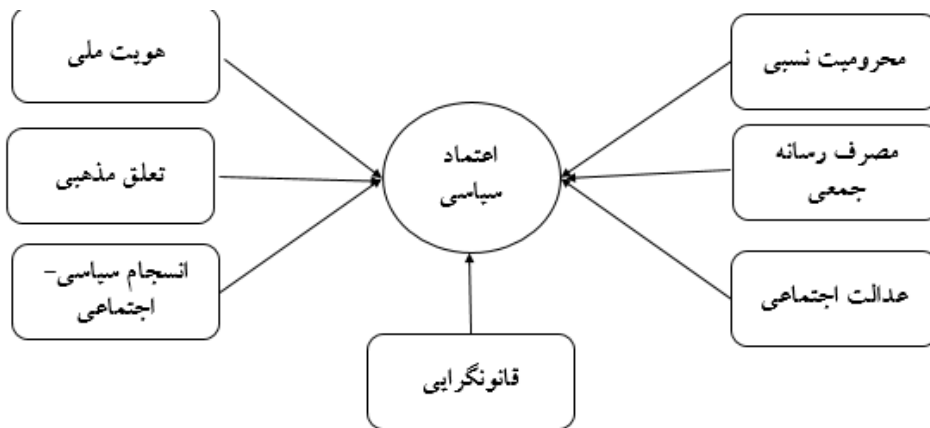 محرومیت نسبی
هویت ملی
اعتماد
سیاسی
مصرف رسانه
جمعی
تعلق مذهبی
عدالت اجتماعی
انسجام سیاسی-
اجتماعی
قانونگرایی